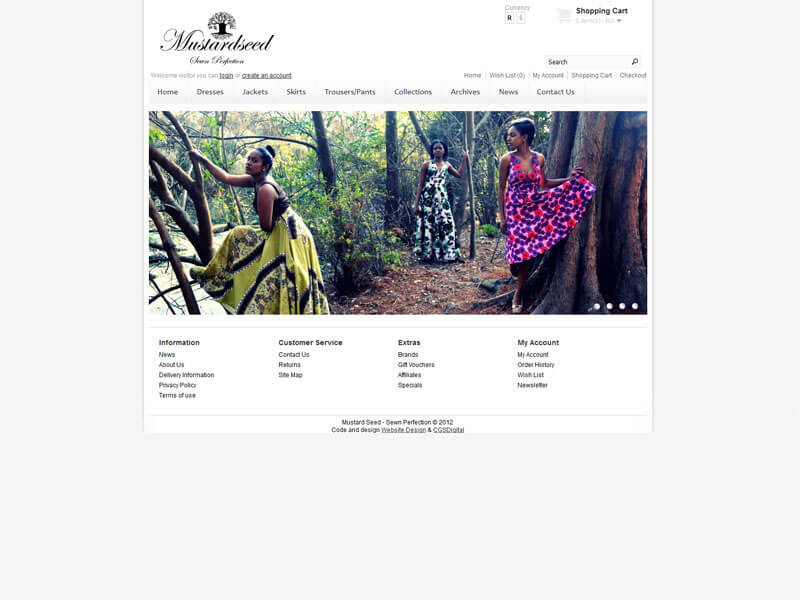 Currency
R $
Shopping Cart
0 item(s) - R0
Mustardseed
Sewn Perfection
Search
Welcome visitor you can login or create an account
Home Wish List (0) My Account Shopping Cart Checkout
Home Dresses Jackets Skirts Trousers/Pants Collections Archives News Contact Us
Information Customer Service Extras My Account
News Contact Us Brands My Account
About Us Returns Gift Vouchers Order History
Delivery Information Site Map Affiliates Wish List
Privacy Policy Specials Newsletter
Terms of use
Mustard Seed - Sewn Perfection © 2012
Code and design Website Design & CGSDigital